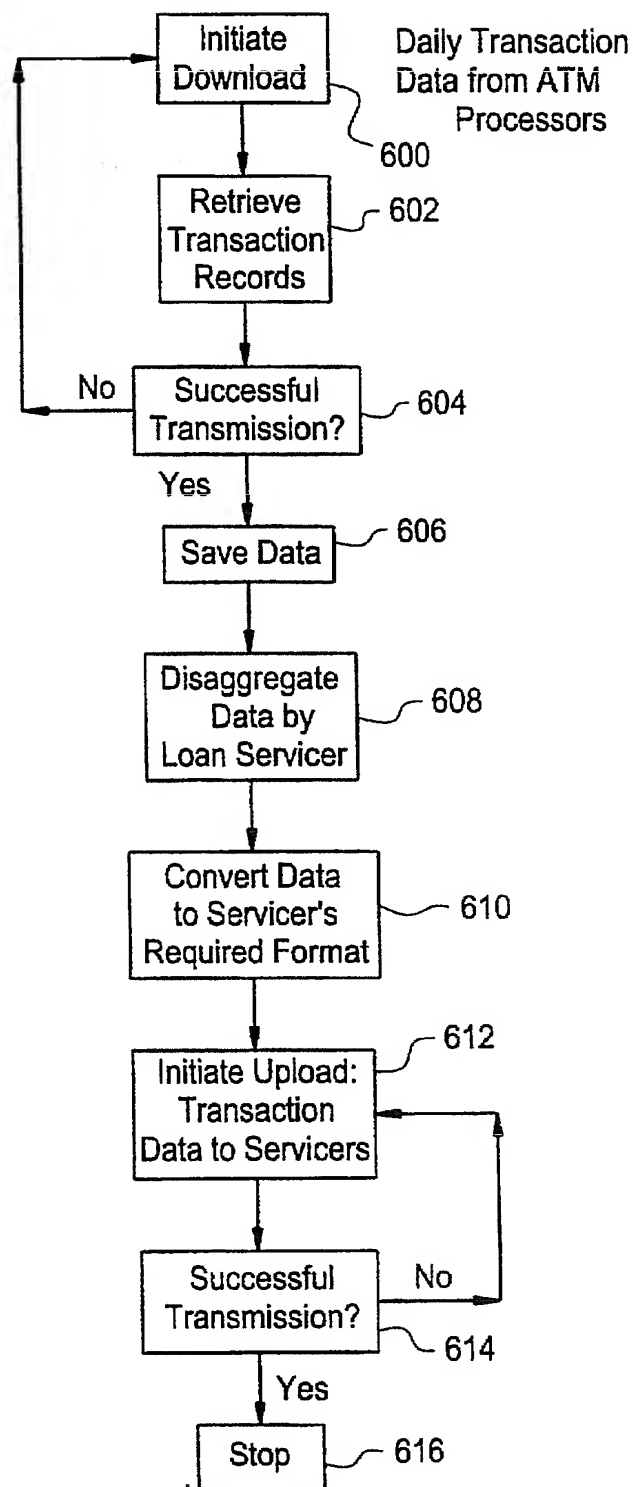 Initiate
Download
Daily Transaction
Data from ATM
Processors
600
Retrieve
Transaction
Records
602
No
Successful
Transmission?
604
Yes
606
Save Data
Disaggregate
Data by
Loan Servicer
608
Convert Data
to Servicer's
Required Format
610
612
Initiate Upload:
Transaction
Data to Servicers
Successful
Transmission?
No
614
Yes
Stop
616